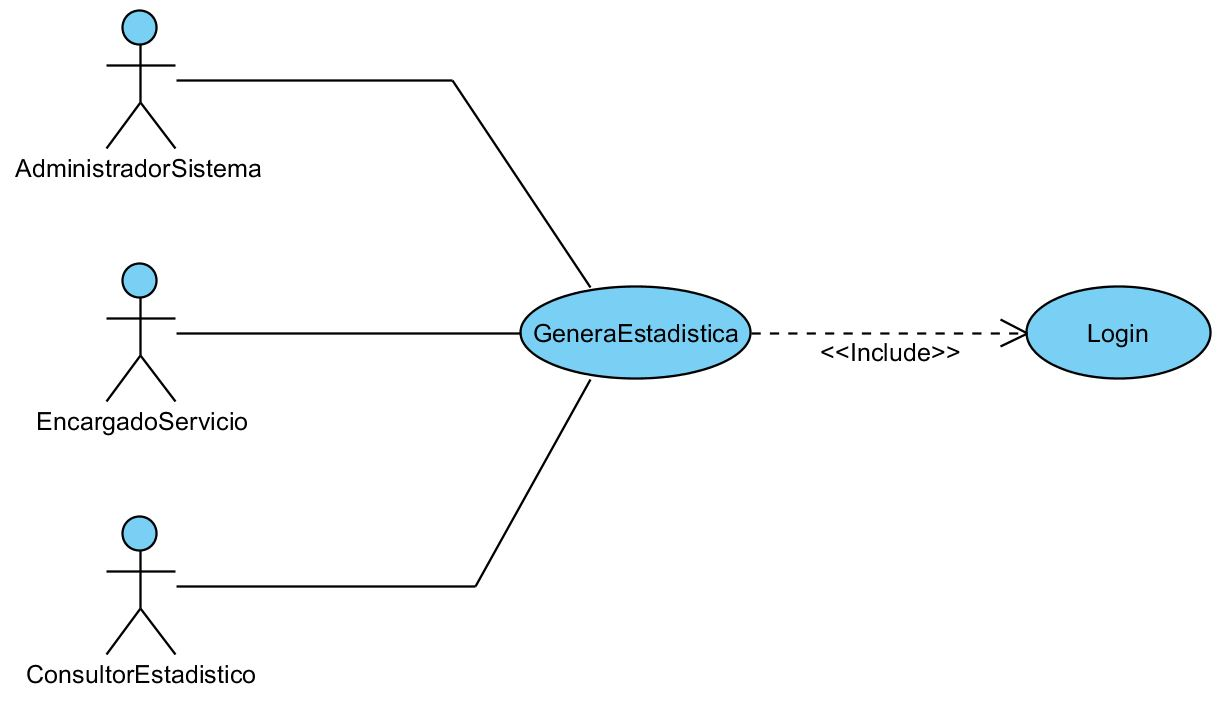 AdministradorSistema
EncargadoServicio
GeneraEstadistica
<<Include>>
Login
ConsultorEstadistico